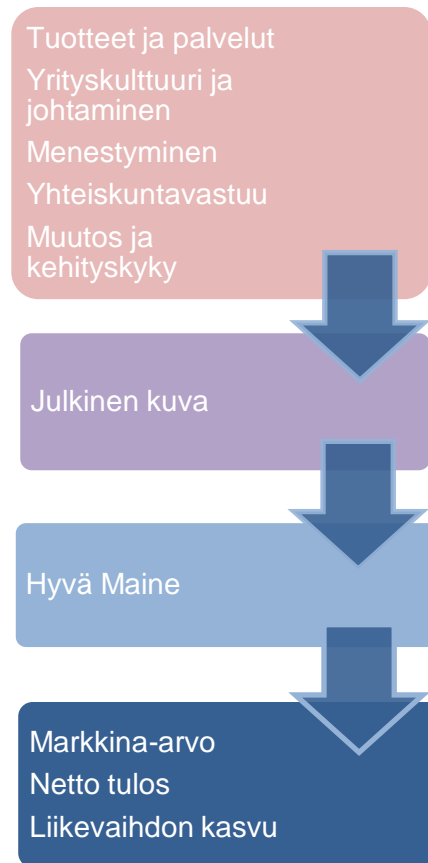 Tuotteet ja palvelut
Yrityskulttuuri ja
johtaminen
Menestyminen
Yhteiskuntavastuu
Muutos ja
kehityskyky
Julkinen kuva
Hyvä Maine
Markkina-arvo
Netto tulos
Liikevaihdon kasvu